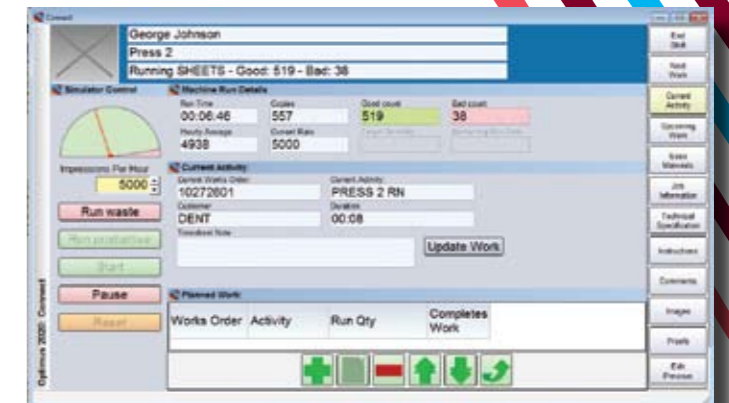 Connect
George Johnson
Press 2
Running SHEETS - Good: 519 - Bad: 38
Simulator Control
Impressions Per Hour
5000
Run waste
Run productive
Start
Pause
Reset
Optimus 2020: Connect
Machine Run Details
Run Time
Copies
Good count
Bad count
00:06.46
557
519
38
Hourly Average
Current Rate
4938
5000
Current Activity
Current Works Order
Current Activity
10272601
PRESS 2 RN
Customer
Duration
DENT
00:08
Timesheet Note
Update Work
Planned Work
Works Order
Activity
Run Qty
Completes Work
End Shift
Next Work
Current Activity
Upcoming Work
Job Information
Technical Specification
Instructions
Comments
Images
Proofs
Edit Previous